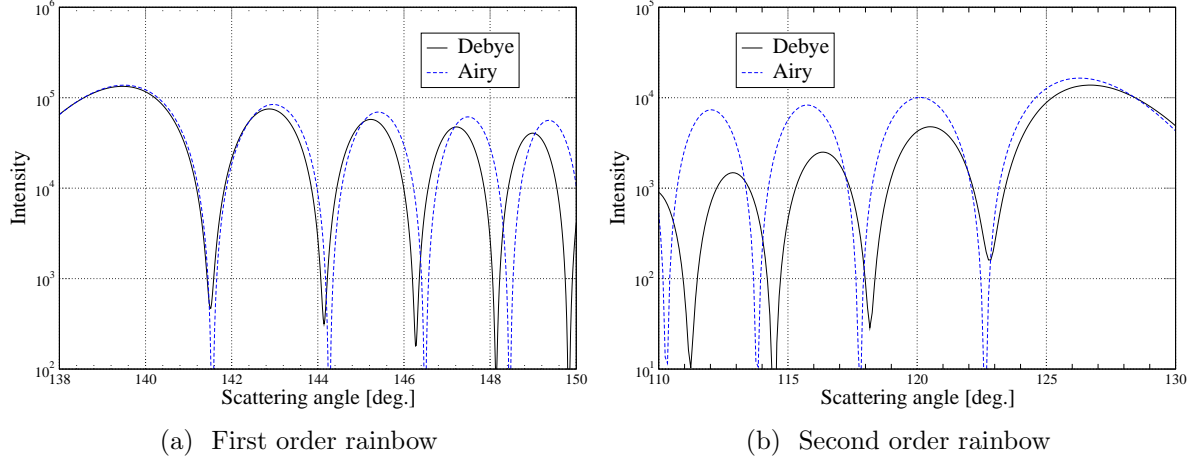 10^6
10^5
10^4
10^3
10^2
138
140
142
144
146
148
150
Intensity
Scattering angle [deg.]
Debye
Airy
(a) First order rainbow
10^5
10^4
10^3
10^2
10^1
110
115
120
125
130
Intensity
Scattering angle [deg.]
Debye
Airy
(b) Second order rainbow